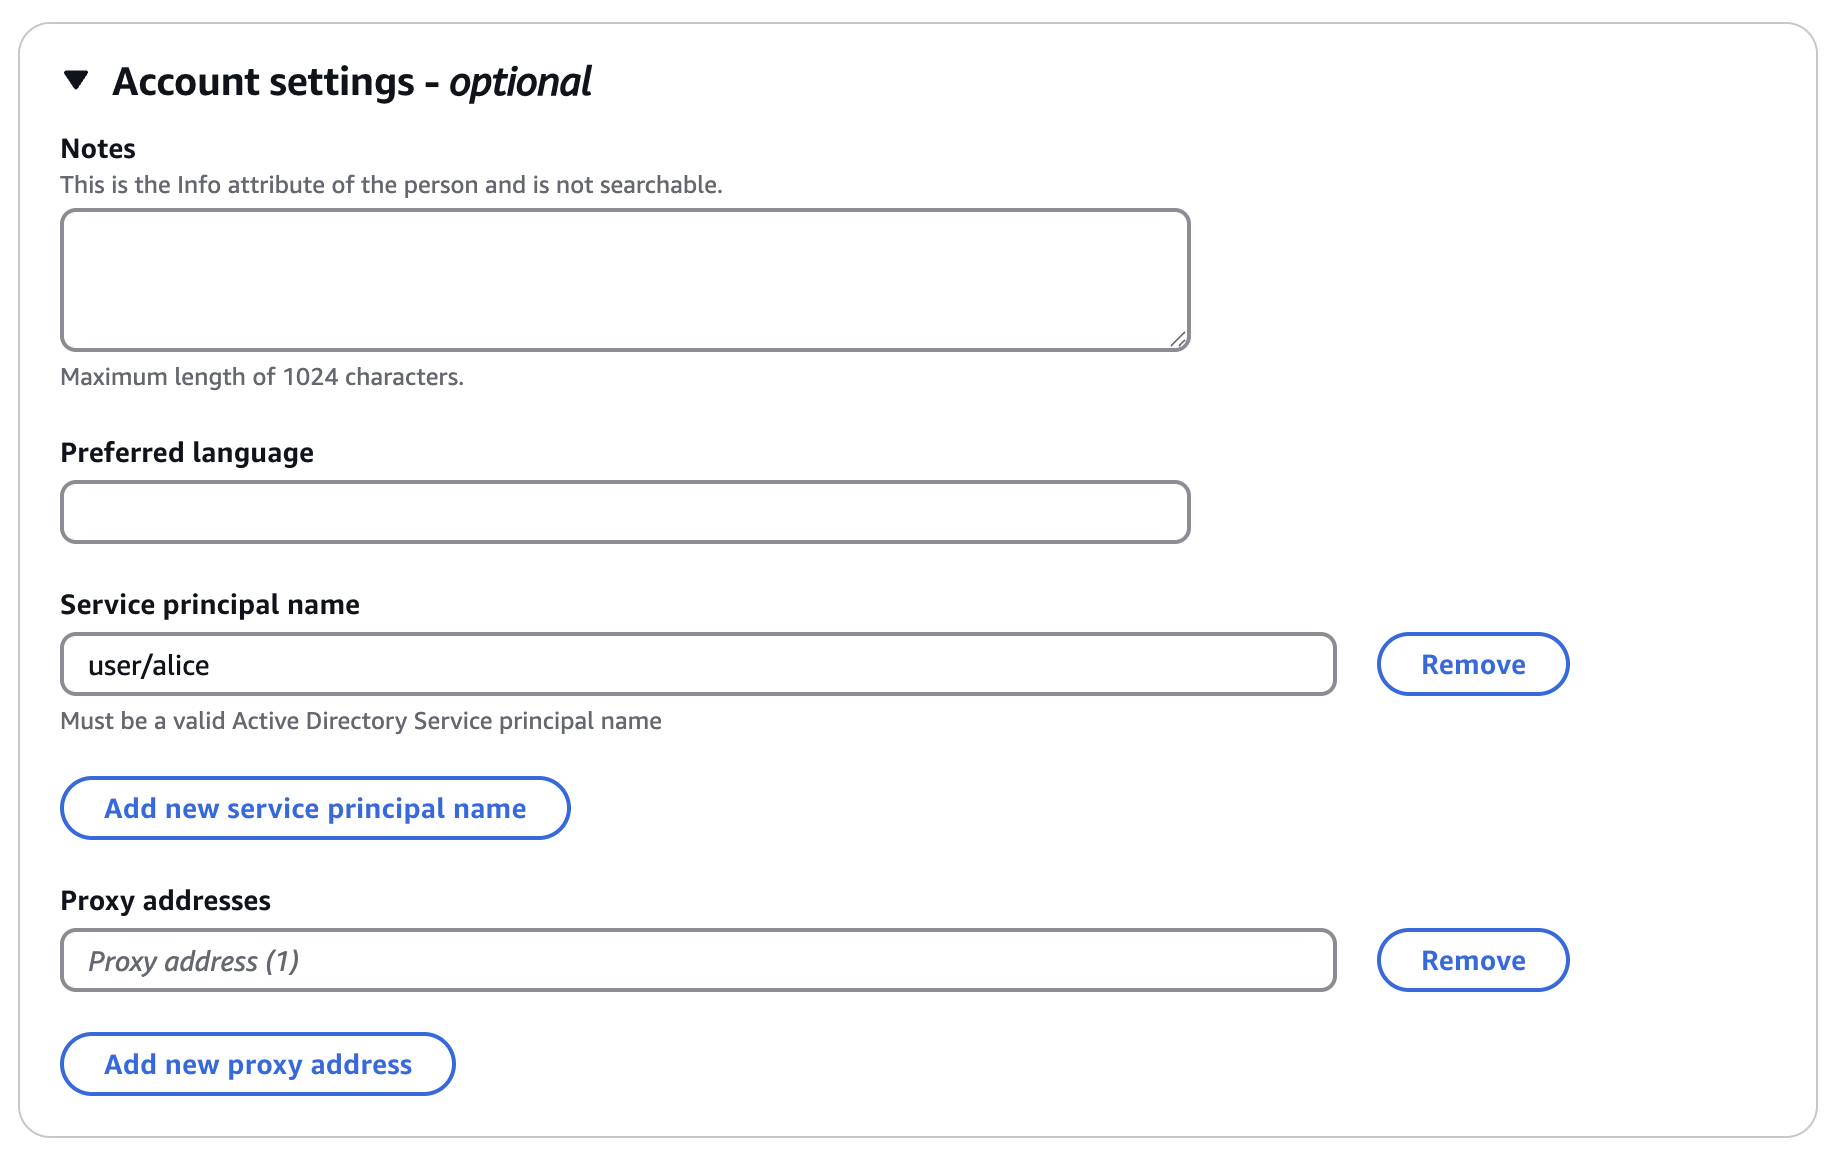 Account settings - optional
Notes
This is the Info attribute of the person and is not searchable.
Maximum length of 1024 characters.
Preferred language
Service principal name
user/alice
Remove
Must be a valid Active Directory Service principal name
Add new service principal name
Proxy addresses
Proxy address (1)
Remove
Add new proxy address